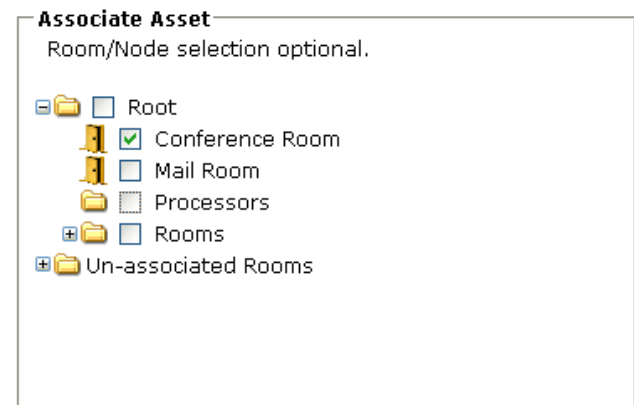 Associate Asset
Room/Node selection optional.
Root
Conference Room
Mail Room
Processors
Rooms
Un-associated Rooms